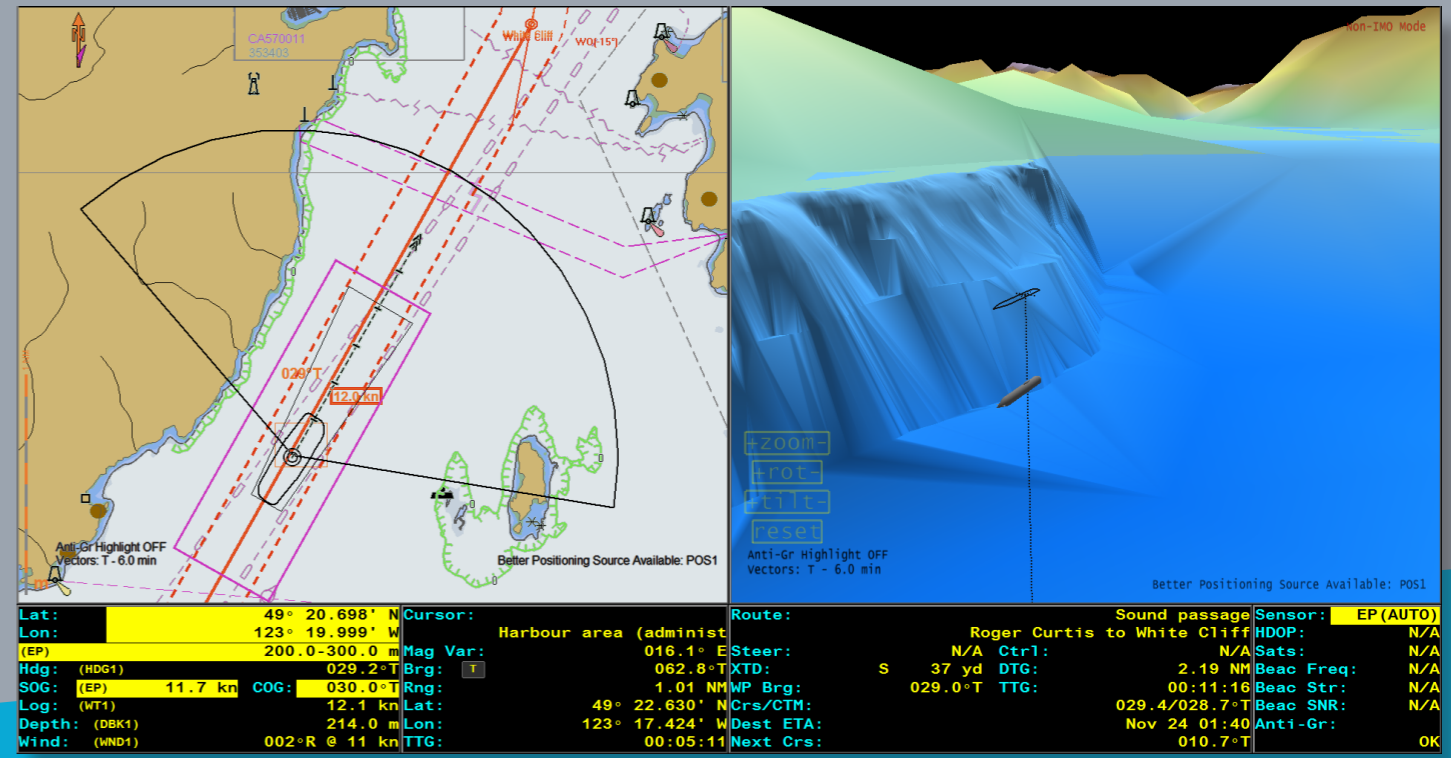 N
CA570011
353403
White Cliff
WO(-15°)
Non-IMO Mode
0
0
029°T
12.0 kn
0
0
0
m
Anti-Gr Highlight OFF
Vectors: T - 6.0 min
Better Positioning Source Available: POS1
+zoom-
+rot-
+tilt-
reset
Anti-Gr Highlight OFF
Vectors: T - 6.0 min
Better Positioning Source Available: POS1
Lat: 49° 20.698' N
Lon: 123° 19.999' W
(EP) 200.0-300.0 m
Hdg: (HDG1) 029.2°T
SOG: (EP) 11.7 kn COG: 030.0°T
Log: (WT1) 12.1 kn
Depth: (DBK1) 214.0 m
Wind: (WND1) 002°R @ 11 kn
Cursor:
Harbour area (administ
Mag Var: 016.1° E
Brg: T 062.8°T
Rng: 1.01 NM
Lat: 49° 22.630' N
Lon: 123° 17.424' W
TTG: 00:05:11
Route: Sound passage
Roger Curtis to White Cliff
Steer: N/A Ctrl: N/A
XTD: S 37 yd DTG: 2.19 NM
WP Brg: 029.0°T TTG: 00:11:16
Crs/CTM: 029.4/028.7°T
Dest ETA: Nov 24 01:40
Next Crs: 010.7°T
Sensor: EP(AUTO)
HDOP: N/A
Sats: N/A
Beac Freq: N/A
Beac Str: N/A
Beac SNR: N/A
Anti-Gr:
OK